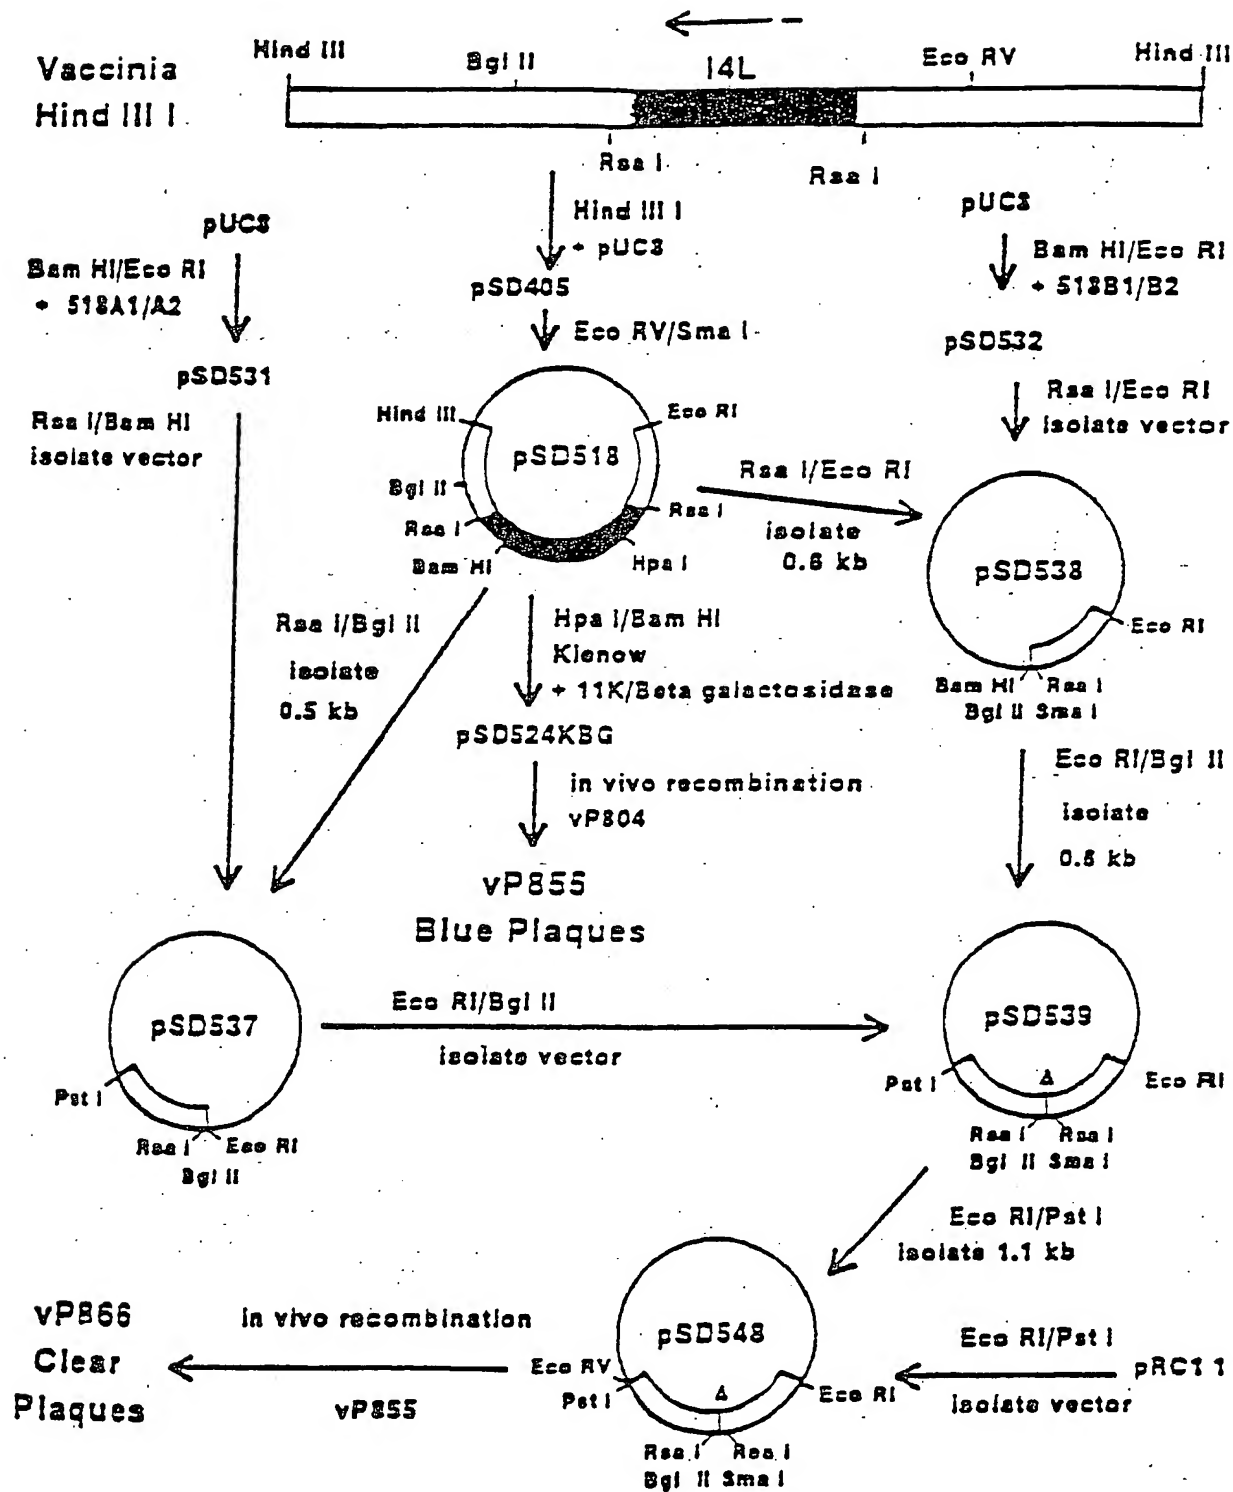 Vaccinia
Hind III I
Hind III
Bgl II
I4L
Eco RV
Hind III
Rsa I
Rsa I
pUC8
Bam HI/Eco RI
+ 518A1/A2
pSD531
Rsa I/Bam HI
isolate vector
Hind III I
+ pUC8
pSD405
Eco RV/Sma I
pUC8
Bam HI/Eco RI
+ 518B1/B2
pSD532
Rsa I/Eco RI
isolate vector
Hind III
Eco RI
pSD518
Bgl II
Rsa I
Bam HI
Rsa I
Hpa I
Rsa I/Eco RI
isolate
0.6 kb
pSD538
Eco RI
Bam HI Rsa I
Bgl II Sma I
Rsa I/Bgl II
isolate
0.5 kb
Hpa I/Bam HI
Klenow
+ 11K/Beta galactosidase
pSD524KBG
in vivo recombination
vP804
vP855
Blue Plaques
Eco RI/Bgl II
isolate
0.6 kb
pSD537
Pst I
Rsa I Eco RI
Bgl II
Eco RI/Bgl II
isolate vector
pSD539
Pst I
Δ
Eco RI
Rsa I Rsa I
Bgl II Sma I
Eco RI/Pst I
isolate 1.1 kb
vP866
Clear
Plaques
in vivo recombination
vP855
pSD548
Eco RV
Pst I
Δ
Eco RI
Rsa I Rsa I
Bgl II Sma I
Eco RI/Pst I
isolate vector
pRC11